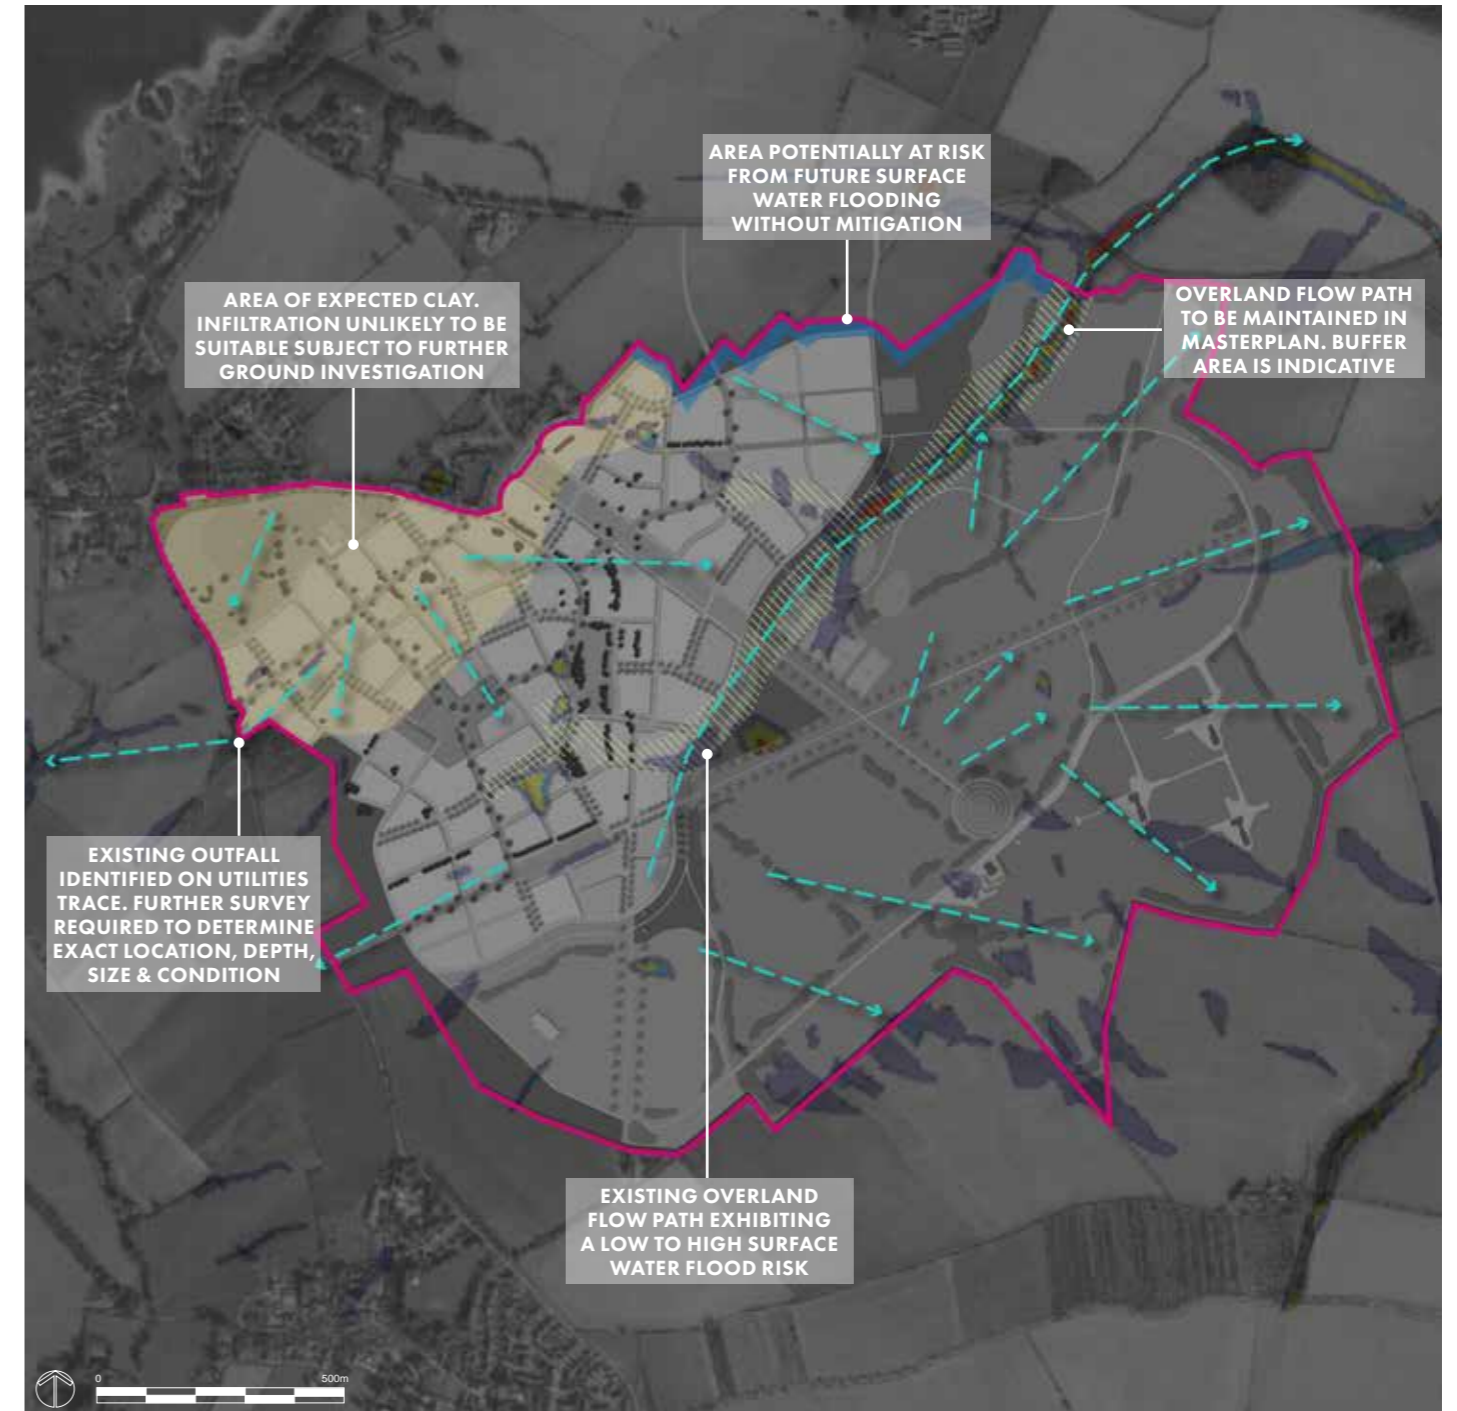 AREA POTENTIALLY AT RISK
FROM FUTURE SURFACE
WATER FLOODING
WITHOUT MITIGATION
AREA OF EXPECTED CLAY.
INFILTRATION UNLIKELY TO BE
SUITABLE SUBJECT TO FURTHER
GROUND INVESTIGATION
OVERLAND FLOW PATH
TO BE MAINTAINED IN
MASTERPLAN. BUFFER
AREA IS INDICATIVE
EXISTING OUTFALL
IDENTIFIED ON UTILITIES
TRACE. FURTHER SURVEY
REQUIRED TO DETERMINE
EXACT LOCATION, DEPTH,
SIZE & CONDITION
EXISTING OVERLAND
FLOW PATH EXHIBITING
A LOW TO HIGH SURFACE
WATER FLOOD RISK
0 500m